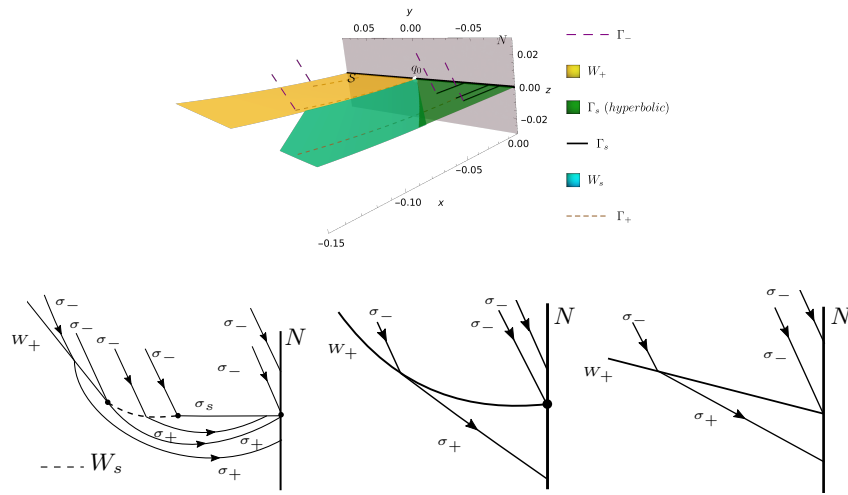 y
0.05 0.00 −0.05
N
0.02
0.00 z
−0.02
S
q₀
0.00
−0.05
x
−0.10
−0.15
Γ₋
W₊
Γₛ (hyperbolic)
Γₛ
Wₛ
Γ₊
σ₋
σ₋
σ₋
σ₋
σ₋
σ₋
N
W₊
σₛ
σ₊
σ₊
σ₊
Wₛ
σ₋
σ₋
σ₋
N
W₊
σ₊
σ₋
σ₋
σ₋
N
W₊
σ₊